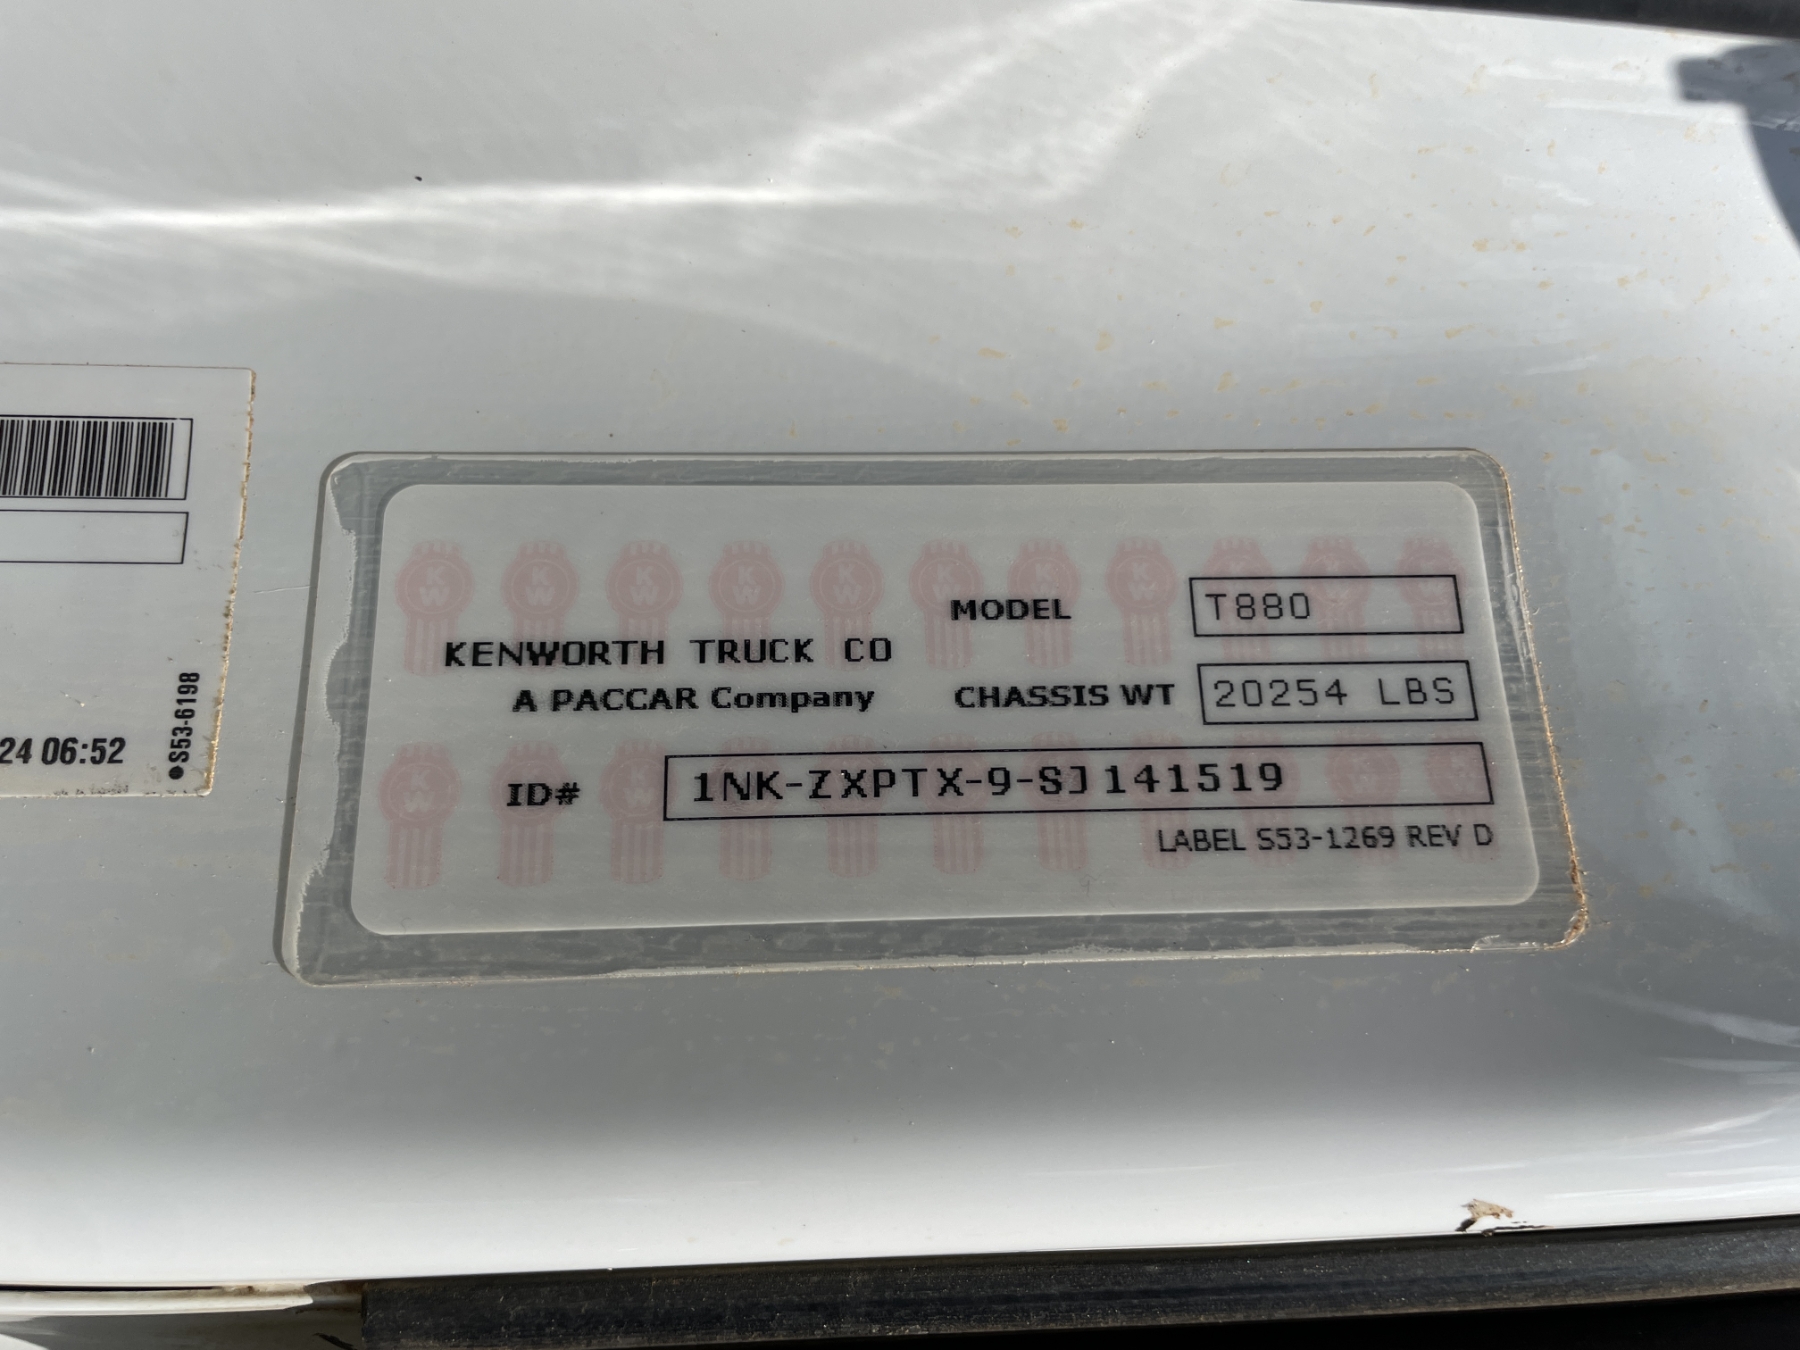 24 06:52
●S53-6198
MODEL T880
KENWORTH TRUCK CO
A PACCAR Company
CHASSIS WT 20254 LBS
ID# 1NK-ZXPTX-9-SJ141519
LABEL S53-1269 REV D